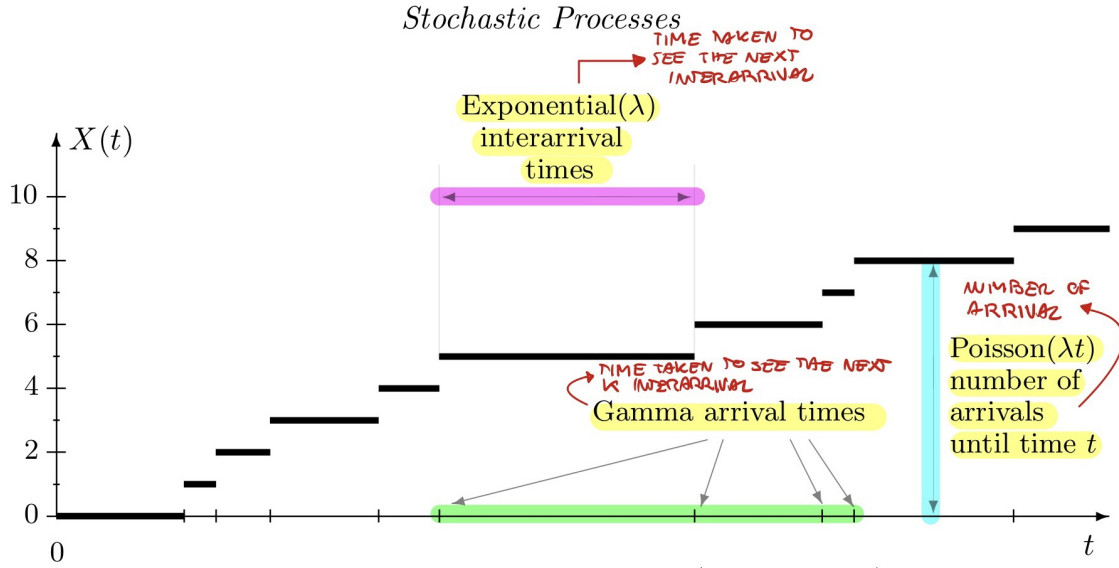 Stochastic Processes
TIME TAKEN TO
SEE THE NEXT
INTERARRIVAL
Exponential(λ)
interarrival
times
X(t)
10
8
6
4
2
0
0
NUMBER OF
ARRIVAL
Poisson(λt)
number of
arrivals
until time t
TIME TAKEN TO SEE THE NEXT
K INTERARRIVAL
Gamma arrival times
t